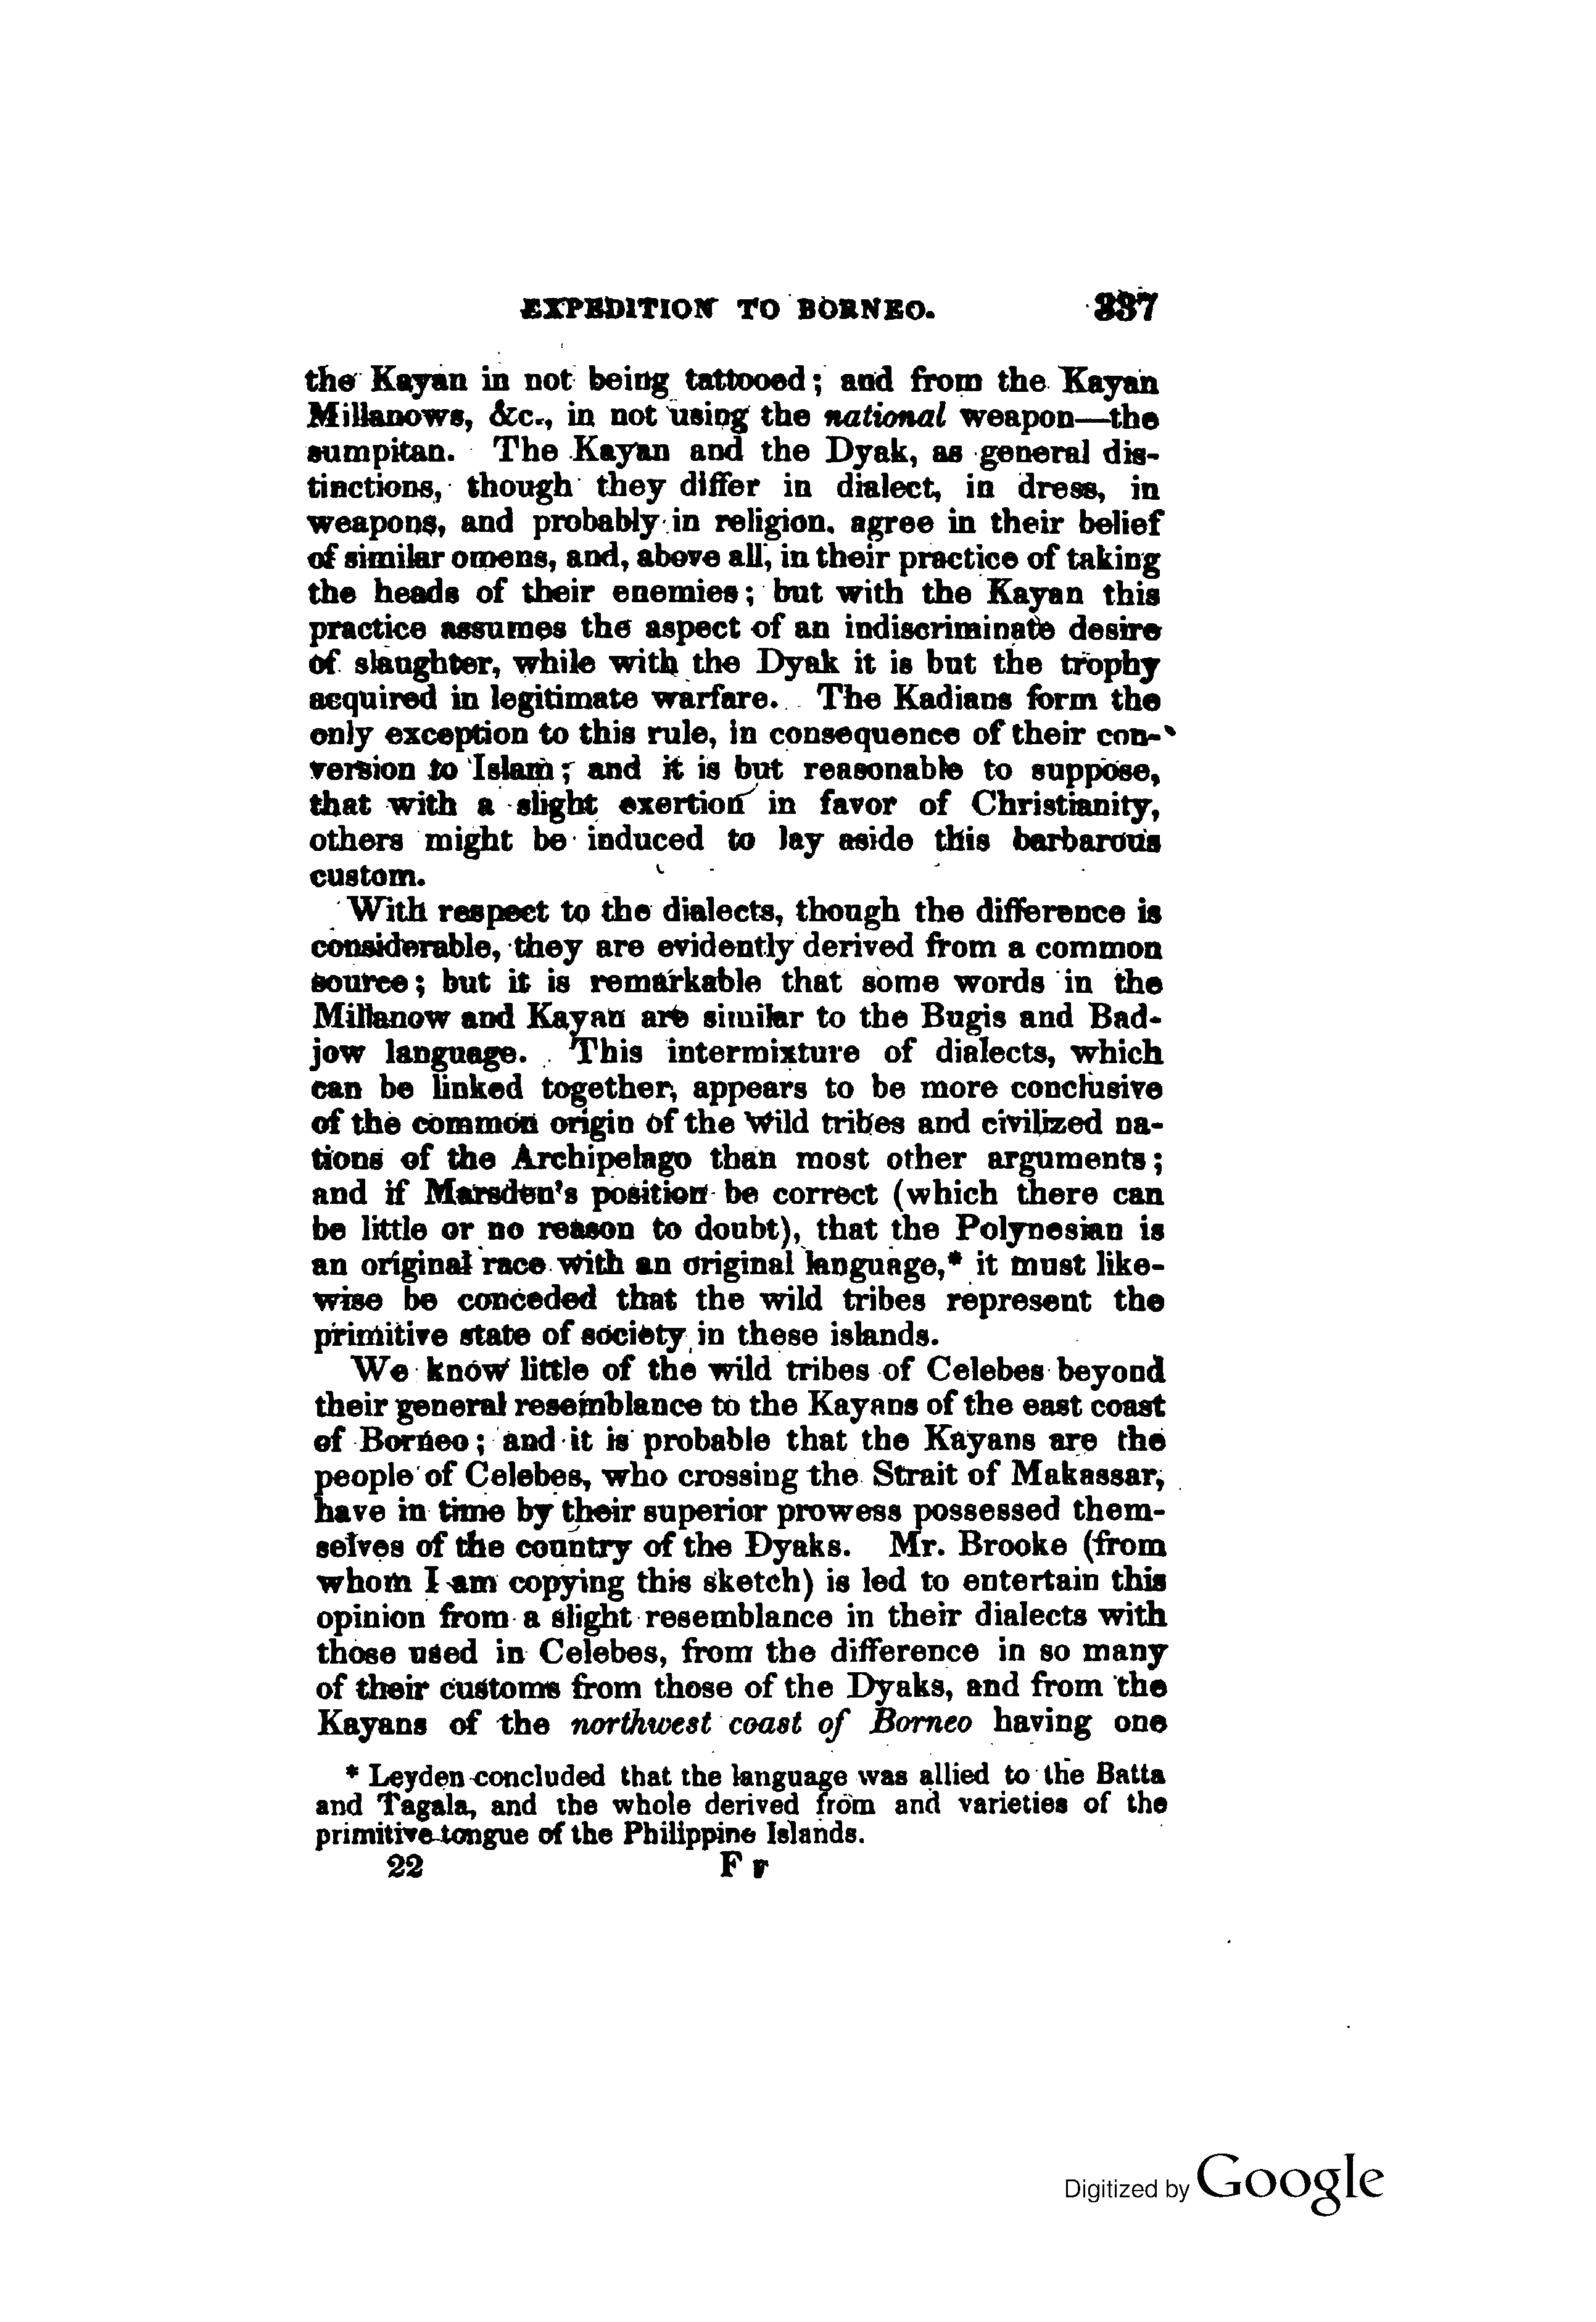 EXPEDITION TO BORNEO. 337
the Kayan in not being tattooed; and from the Kayan
Millanows, &c., in not using the national weapon—the
sumpitan. The Kayan and the Dyak, as general dis-
tinctions, though they differ in dialect, in dress, in
weapons, and probably in religion, agree in their belief
of similar omens, and, above all, in their practice of taking
the heads of their enemies; but with the Kayan this
practice assumes the aspect of an indiscriminate desire
of slaughter, while with the Dyak it is but the trophy
acquired in legitimate warfare. The Kadians form the
only exception to this rule, in consequence of their con-
version to Islam; and it is but reasonable to suppose,
that with a slight exertion in favor of Christianity,
others might be induced to lay aside this barbarous
custom.
With respect to the dialects, though the difference is
considerable, they are evidently derived from a common
source; but it is remarkable that some words in the
Millanow and Kayan are similar to the Bugis and Bad-
jow language. This intermixture of dialects, which
can be linked together, appears to be more conclusive
of the common origin of the wild tribes and civilized na-
tions of the Archipelago than most other arguments;
and if Marsden's position be correct (which there can
be little or no reason to doubt), that the Polynesian is
an original race with an original language,* it must like-
wise be conceded that the wild tribes represent the
primitive state of society in these islands.
We know little of the wild tribes of Celebes beyond
their general resemblance to the Kayans of the east coast
of Borneo; and it is probable that the Kayans are the
people of Celebes, who crossing the Strait of Makassar,
have in time by their superior prowess possessed them-
selves of the country of the Dyaks. Mr. Brooke (from
whom I am copying this sketch) is led to entertain this
opinion from a slight resemblance in their dialects with
those used in Celebes, from the difference in so many
of their customs from those of the Dyaks, and from the
Kayans of the northwest coast of Borneo having one
* Leyden concluded that the language was allied to the Batta
and Tagala, and the whole derived from and varieties of the
primitive tongue of the Philippine Islands.
22 F F
Digitized by Google